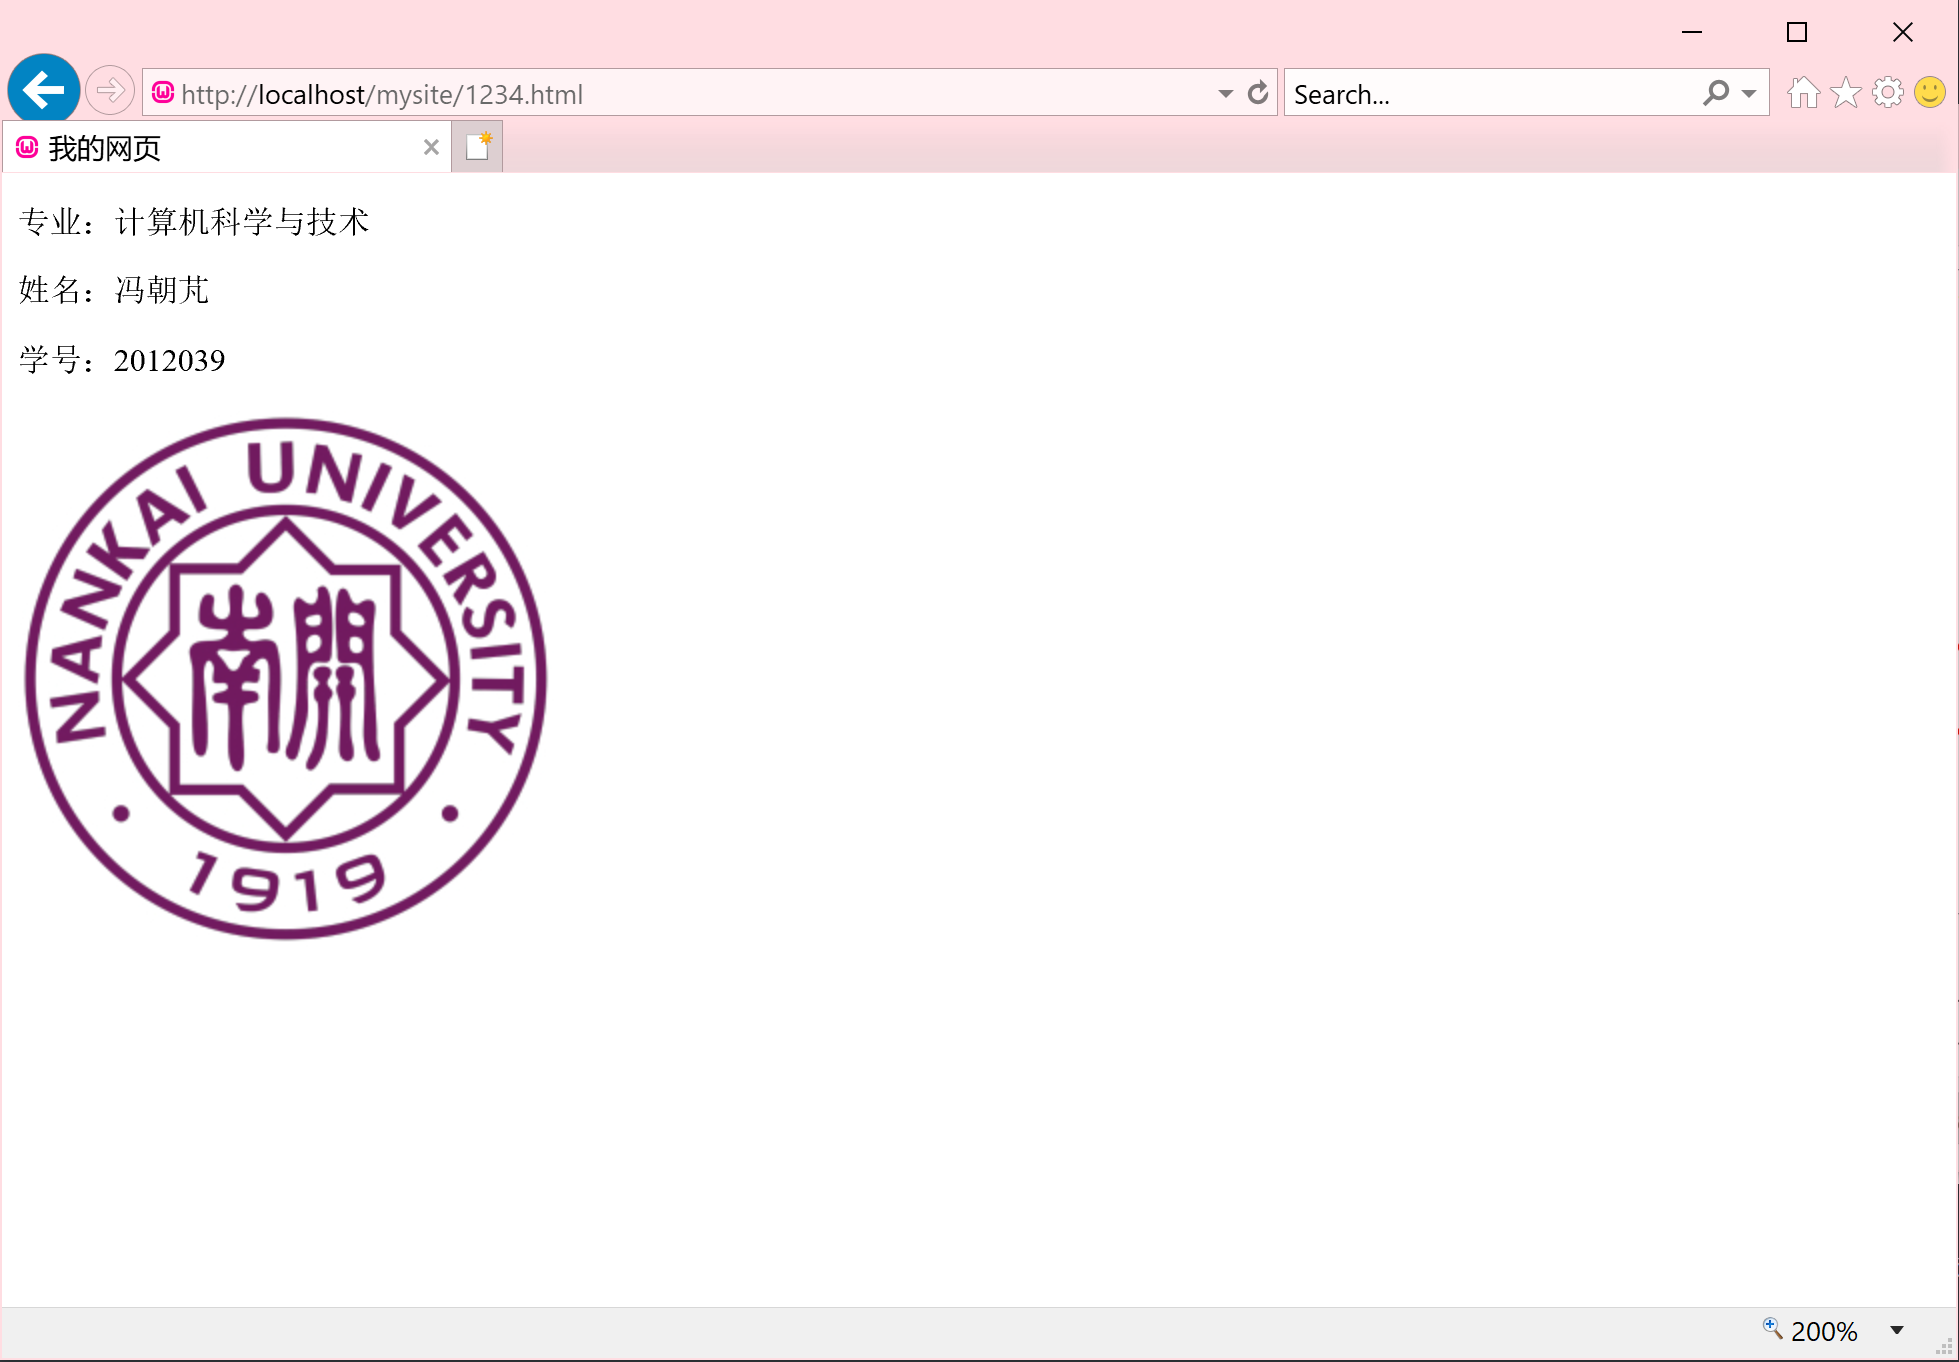 http://localhost/mysite/1234.html
Search...
我的网页
专业：计算机科学与技术
姓名：冯朝芃
学号：2012039
NANKAI UNIVERSITY
南開
1919
200%